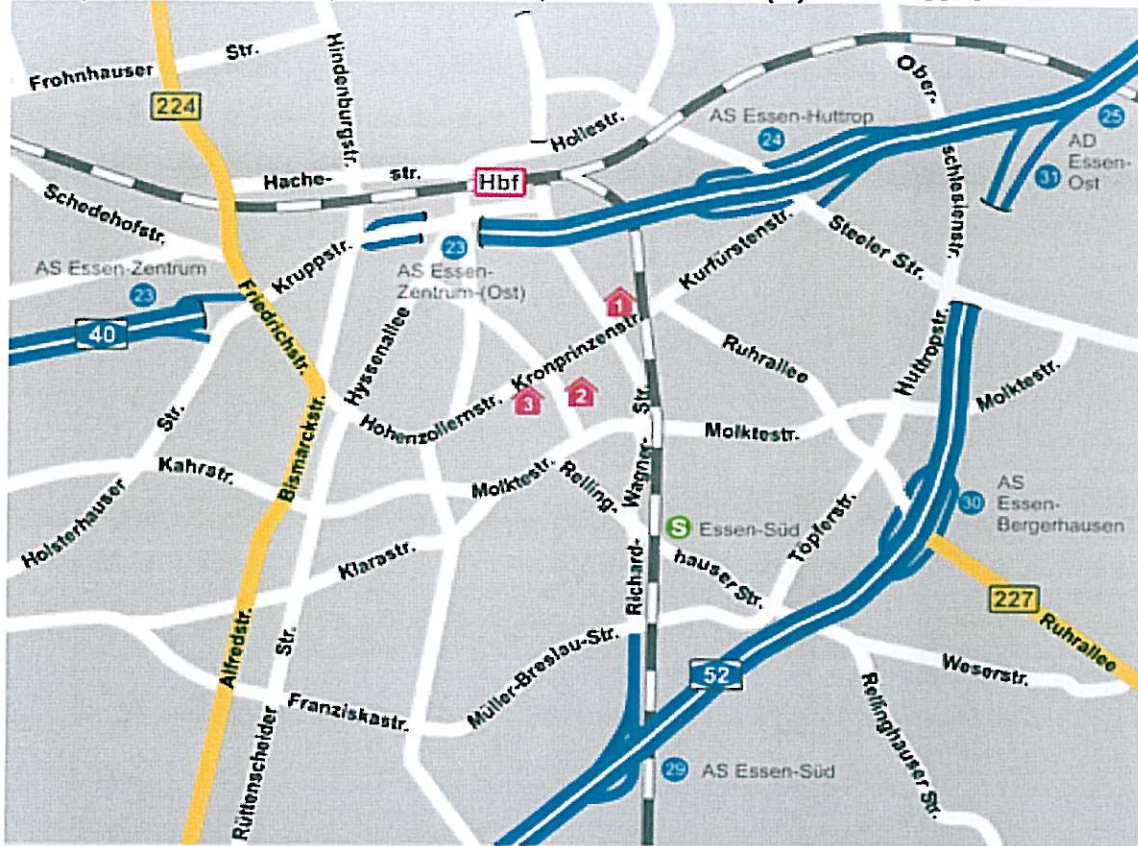 Frohnhauser Str.
224
Hindenburgstr.
Hache- str.
Hbf
Hollestr.
AS Essen-Huttrop
24
Ober-
schlesienstr.
25
AD
Essen-
Ost
31
Schedehofstr.
AS Essen-Zentrum
23
40
Kruppstr.
23
AS Essen-
Zentrum-(Ost)
Friedrichstr.
Hyssenallee
Kurfürstenstr.
Steeler Str.
1
Kronprinzenstr.
Ruhrallee
Huttropstr.
2
3
Hohenzollernstr.
Bismarckstr.
Holsterhauser Str.
Kahrstr.
Molktestr.
Molktestr.
Molktestr.
Relling-
hauser Str.
Richard-
Wagner-
Str.
S Essen-Süd
Töpferstr.
30
AS
Essen-
Bergerhausen
227
Ruhrallee
Klarastr.
Alfredstr.
Rüttenscheider Str.
Franziskastr.
Müller-Breslau-Str.
52
Weserstr.
Rellinghauser Str.
29 AS Essen-Süd